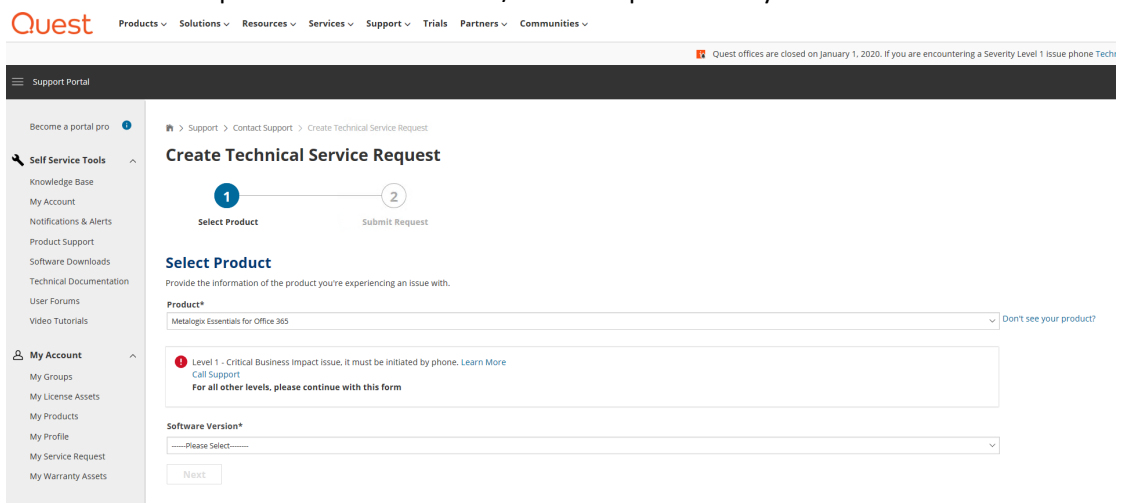 Quest
Products Solutions Resources Services Support Trials Partners Communities
Quest offices are closed on January 1, 2020. If you are encountering a Severity Level 1 issue phone
Support Portal
Become a portal pro
Self Service Tools
Knowledge Base
My Account
Notifications & Alerts
Product Support
Software Downloads
Technical Documentation
User Forums
Video Tutorials
My Account
My Groups
My License Assets
My Products
My Profile
My Service Request
My Warranty Assets
> Support > Contact Support > Create Technical Service Request
Create Technical Service Request
1 2
Select Product Submit Request
Select Product
Provide the information of the product you're experiencing an issue with.
Product*
Metalogix Essentials for Office 365 Don't see your product?
Level 1 - Critical Business Impact issue, it must be initiated by phone. Learn More
Call Support
For all other levels, please continue with this form
Software Version*
------Please Select--------
Next